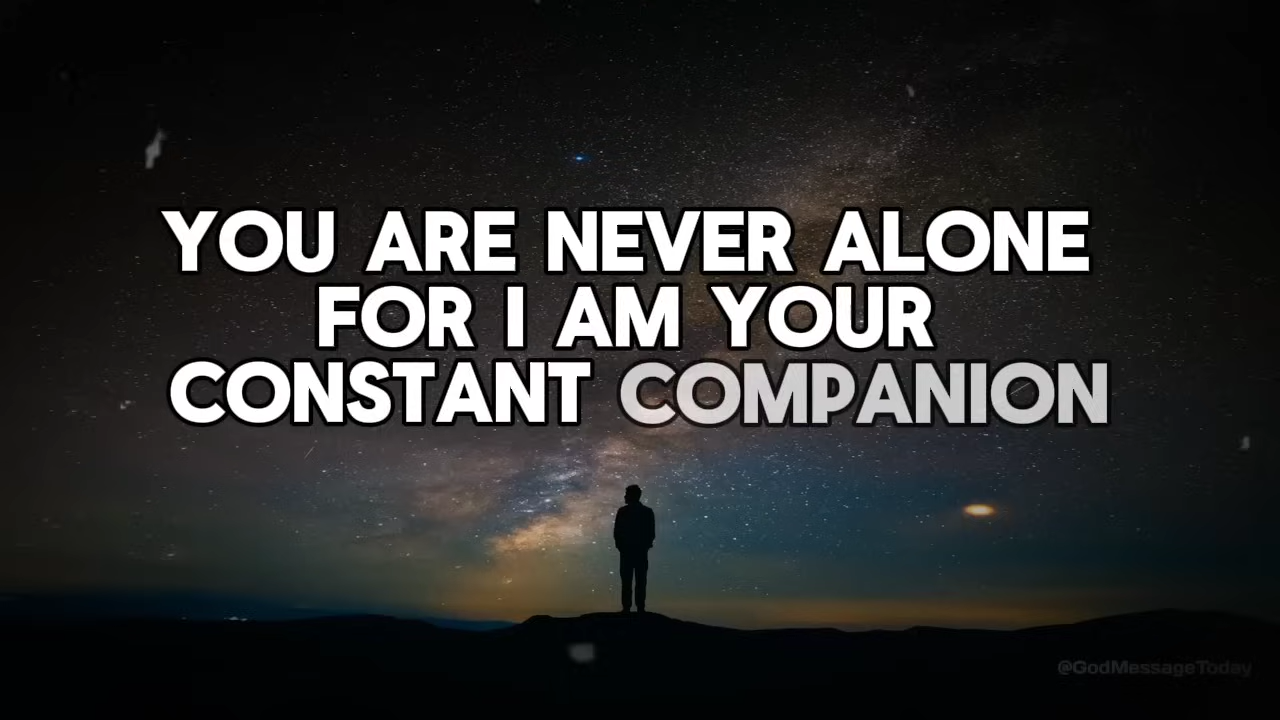 YOU ARE NEVER ALONE
FOR I AM YOUR
CONSTANT COMPANION
@GodMessageToday